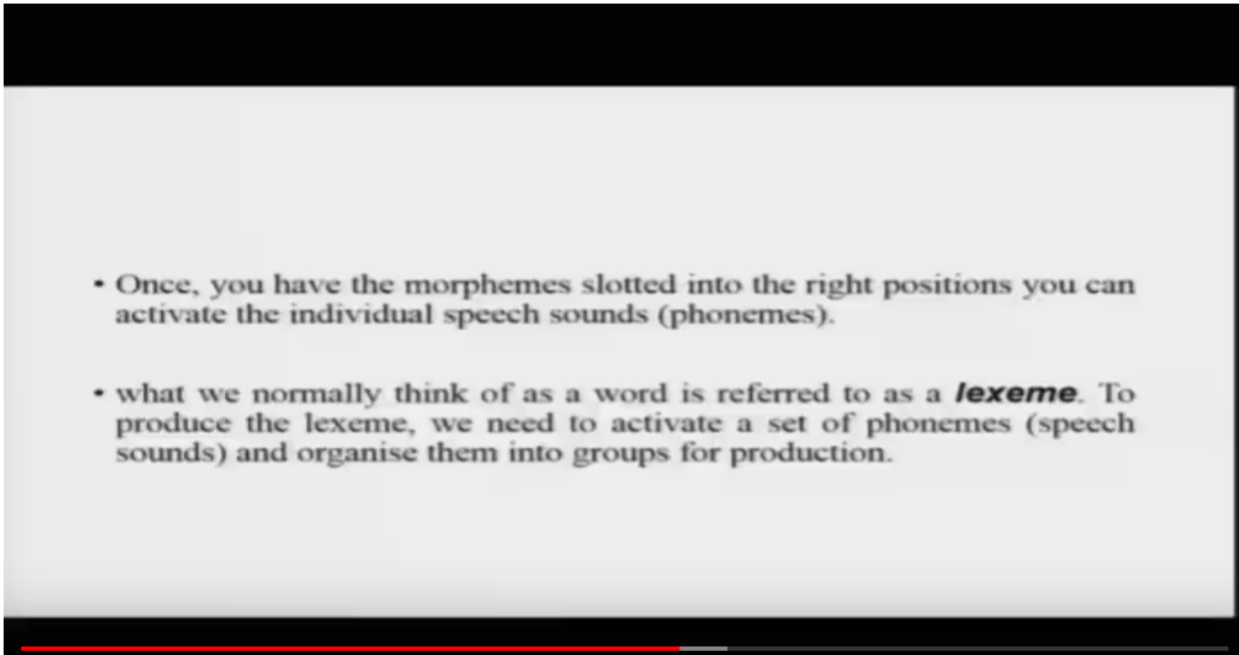 • Once, you have the morphemes slotted into the right positions you can
activate the individual speech sounds (phonemes).
• what we normally think of as a word is referred to as a lexeme. To
produce the lexeme, we need to activate a set of phonemes (speech
sounds) and organise them into groups for production.